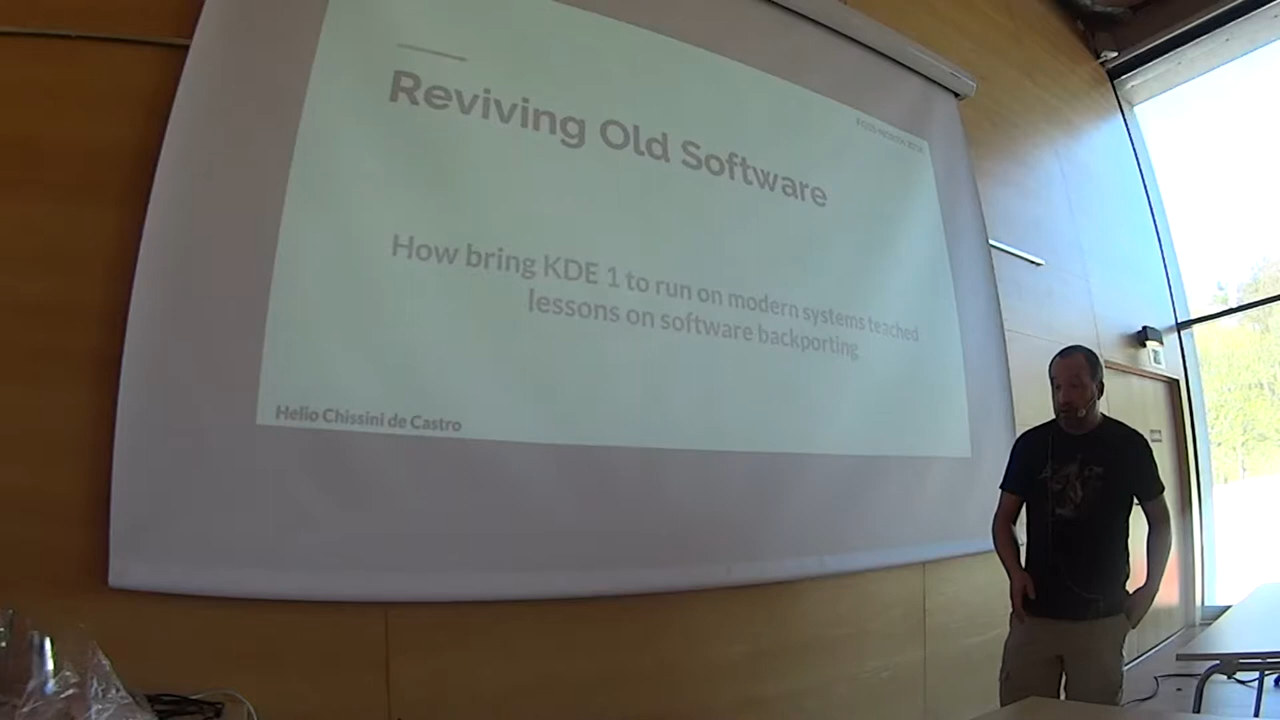 Reviving Old Software
How bring KDE 1 to run on modern systems teached
lessons on software backporting
Helio Chissini de Castro